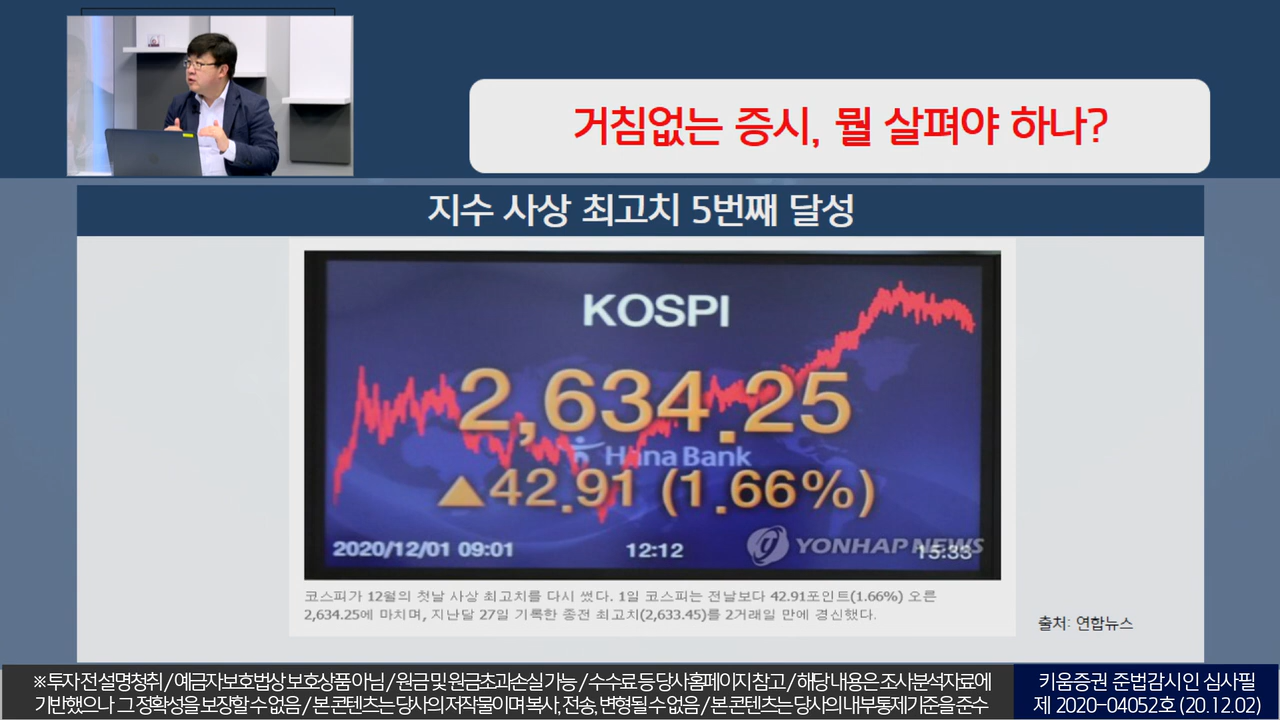 거침없는 증시, 뭘 살펴야 하나?
지수 사상 최고치 5번째 달성
KOSPI
2,634.25
Hana Bank
▲42.91 (1.66%)
2020/12/01 09:01 12:12 15:33
YONHAP NEWS
코스피가 12월의 첫날 사상 최고치를 다시 썼다. 1일 코스피는 전날보다 42.91포인트(1.66%) 오른
2,634.25에 마치며, 지난달 27일 기록한 종전 최고치(2,633.45)를 2거래일 만에 경신했다.
출처: 연합뉴스
※ 투자 전 설명청취 / 예금자보호법상 보호상품 아님 / 원금 및 원금초과손실 가능 / 수수료 등 당사홈페이지 참고 / 해당 내용은 조사분석자료에
기반했으나 그 정확성을 보장할 수 없음 / 본 콘텐츠는 당사의 저작물이며 복사, 전송, 변형될 수 없음 / 본 콘텐츠는 당사의 내부통제기준을 준수
키움증권 준법감시인 심사필
제 2020-04052호 (20.12.02)